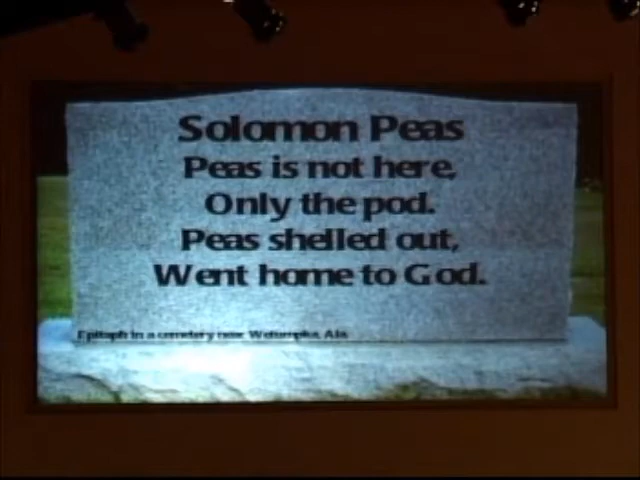 Solomon Peas
Peas is not here,
Only the pod.
Peas shelled out,
Went home to God.
Epitaph in a cemetery near Wetumpka, Ala.